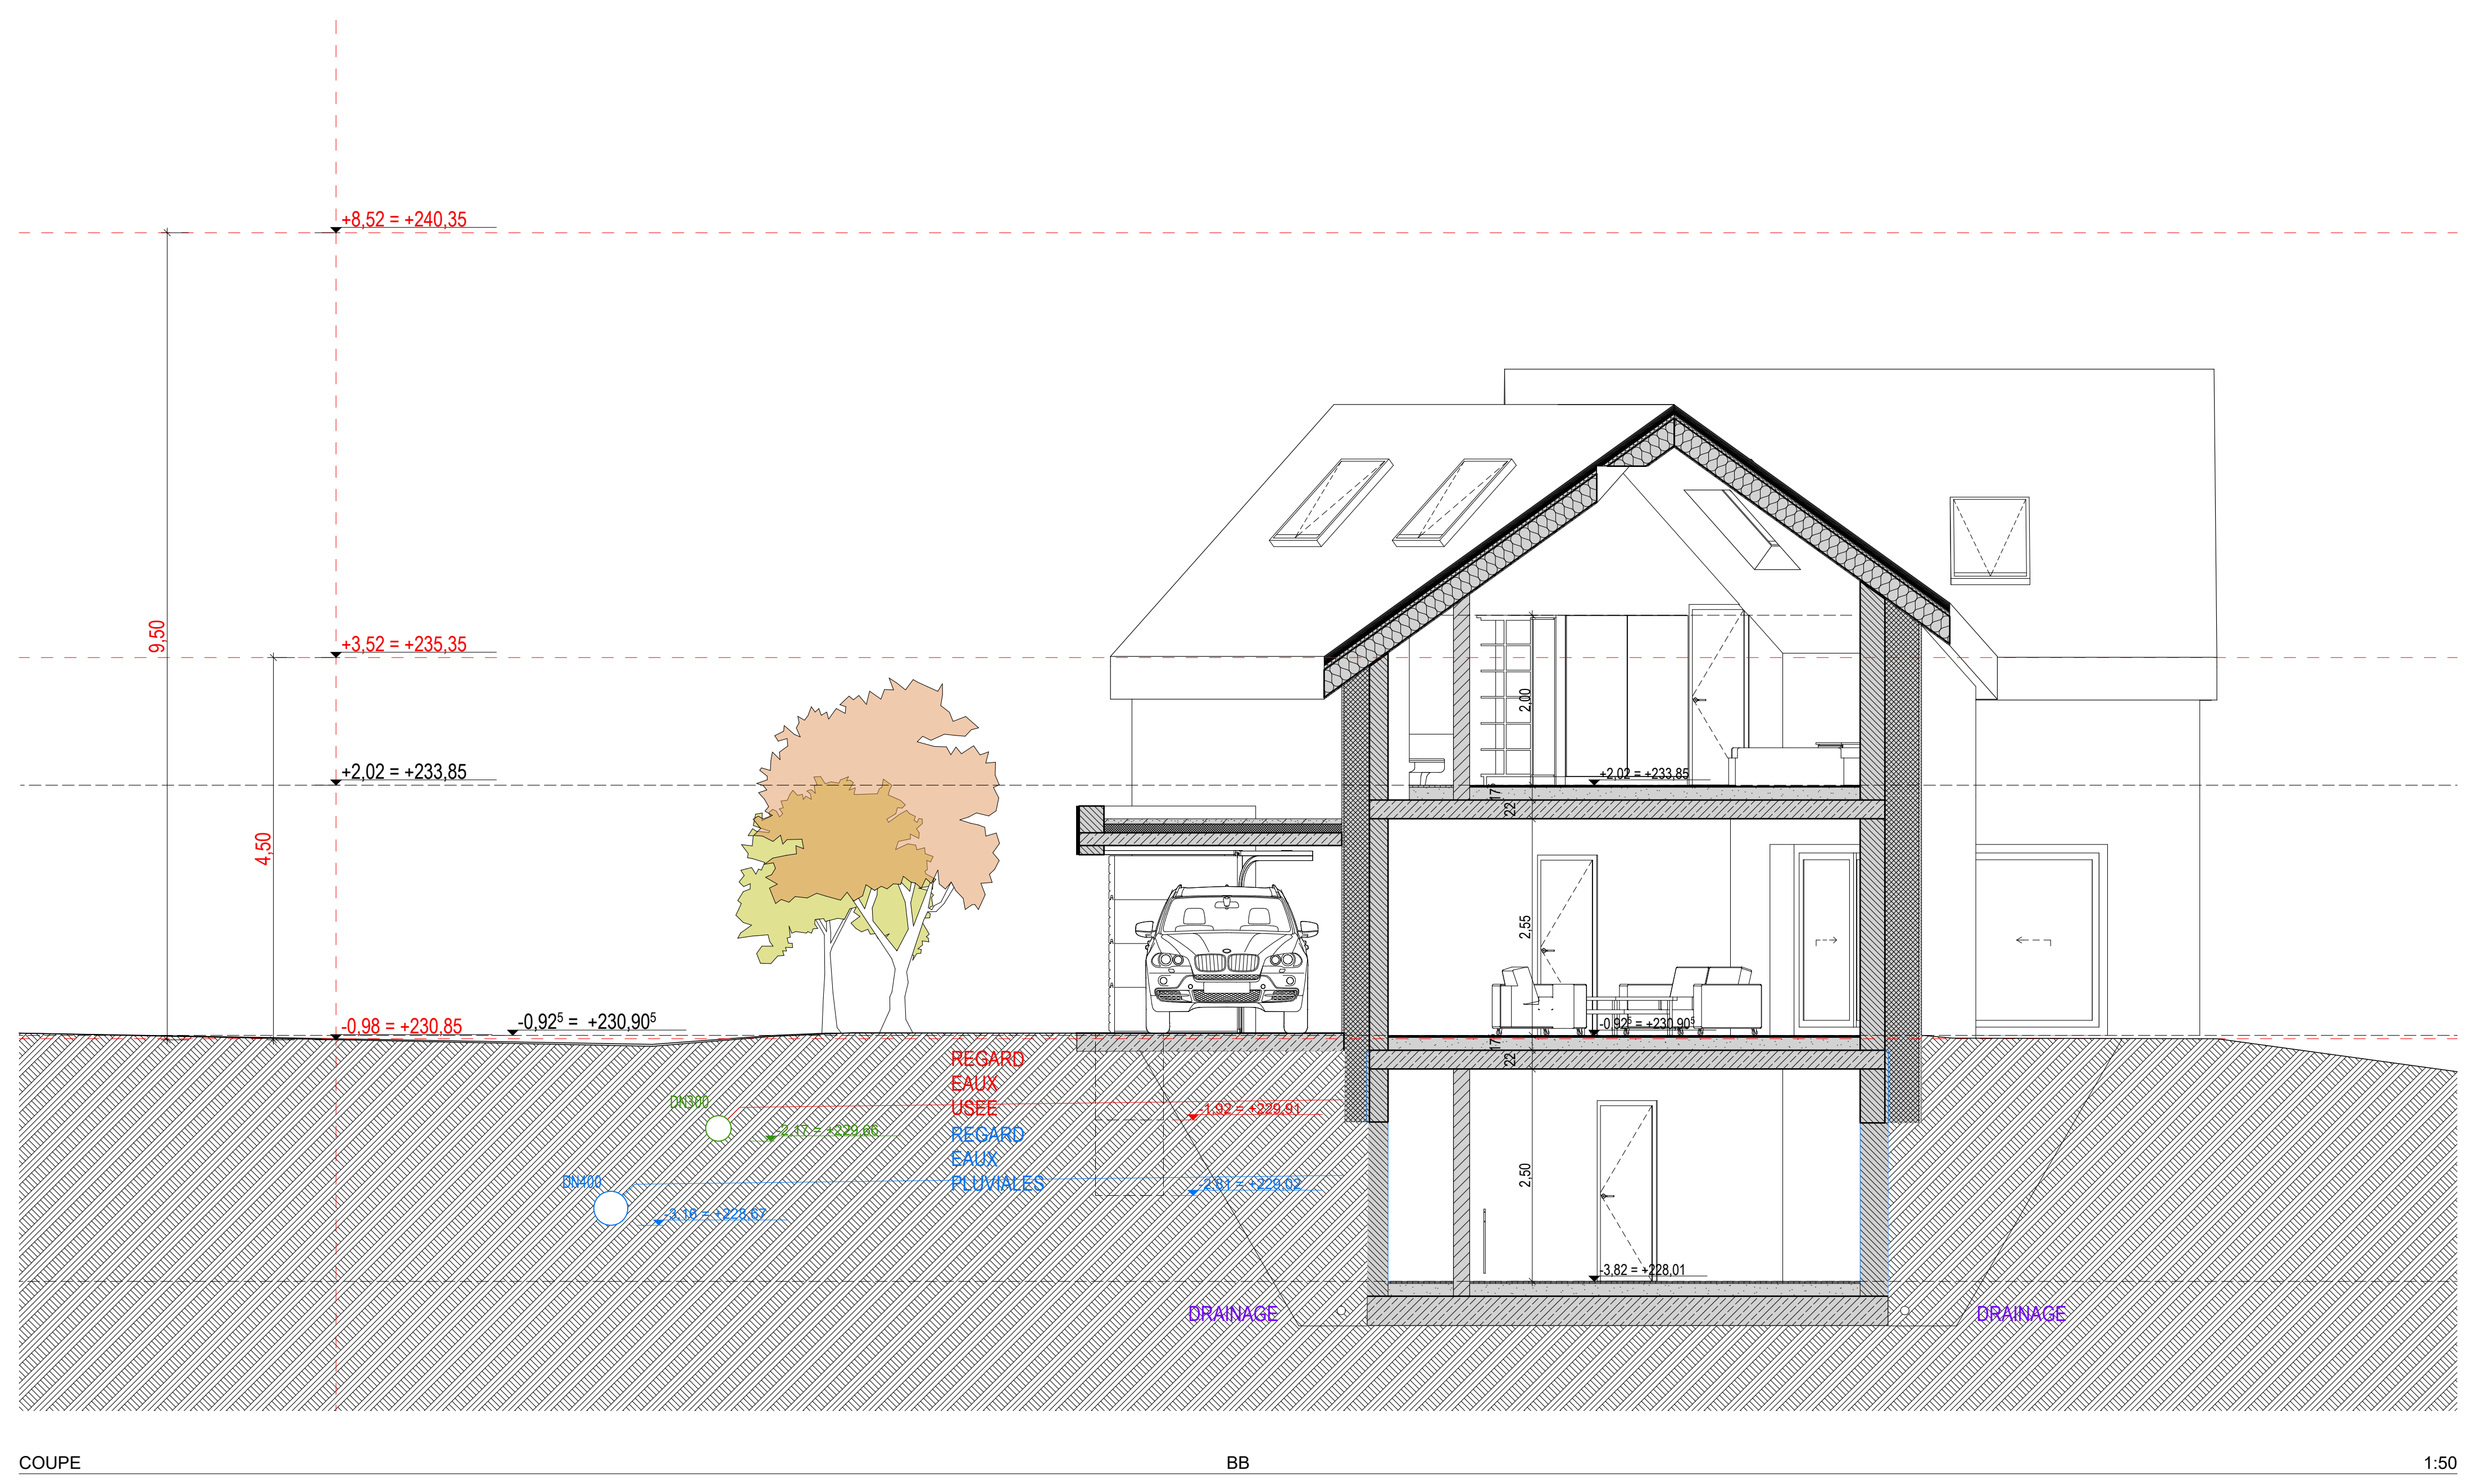 +8,52 = +240,35
9,50
+3,52 = +235,35
4,50
+2,02 = +233,85
2,00
+2,02 = +233,85
17
22
2,55
-0,98 = +230,85
-0,92⁵ = +230,90⁵
-0,92⁵ = +230,90⁵
17
22
REGARD
EAUX
USEE
DN300
-1,92 = +229,91
-2,17 = +229,66
REGARD
EAUX
PLUVIALES
DN400
-2,81 = +229,02
-3,16 = +228,67
2,50
-3,82 = +228,01
DRAINAGE
DRAINAGE
COUPE
BB
1:50